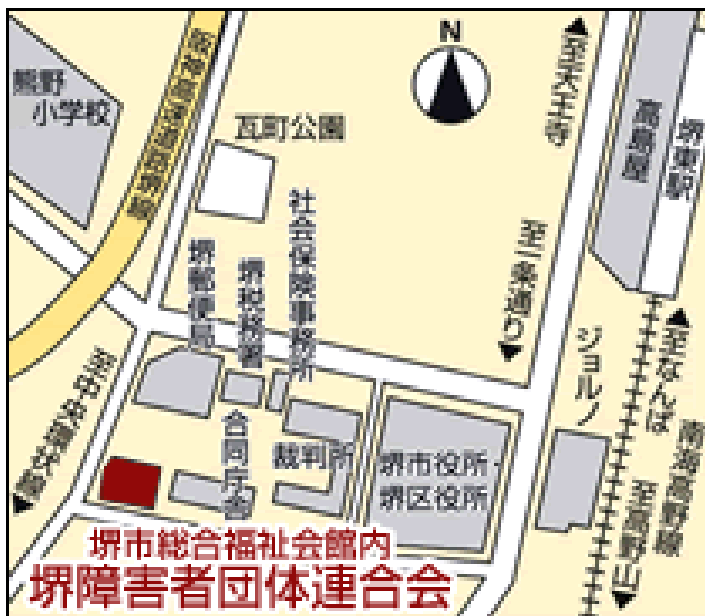 熊野
小学校
阪神高速道路堺線
瓦町公園
N
至天王寺
高島屋
堺東駅
至一条通り
堺郵便局
堺税務署
社会保険事務所
ジョルノ
至なんば
南海高野線
至高野山
合同庁舎
裁判所
堺市役所・
堺区役所
堺市総合福祉会館内
堺障害者団体連合会